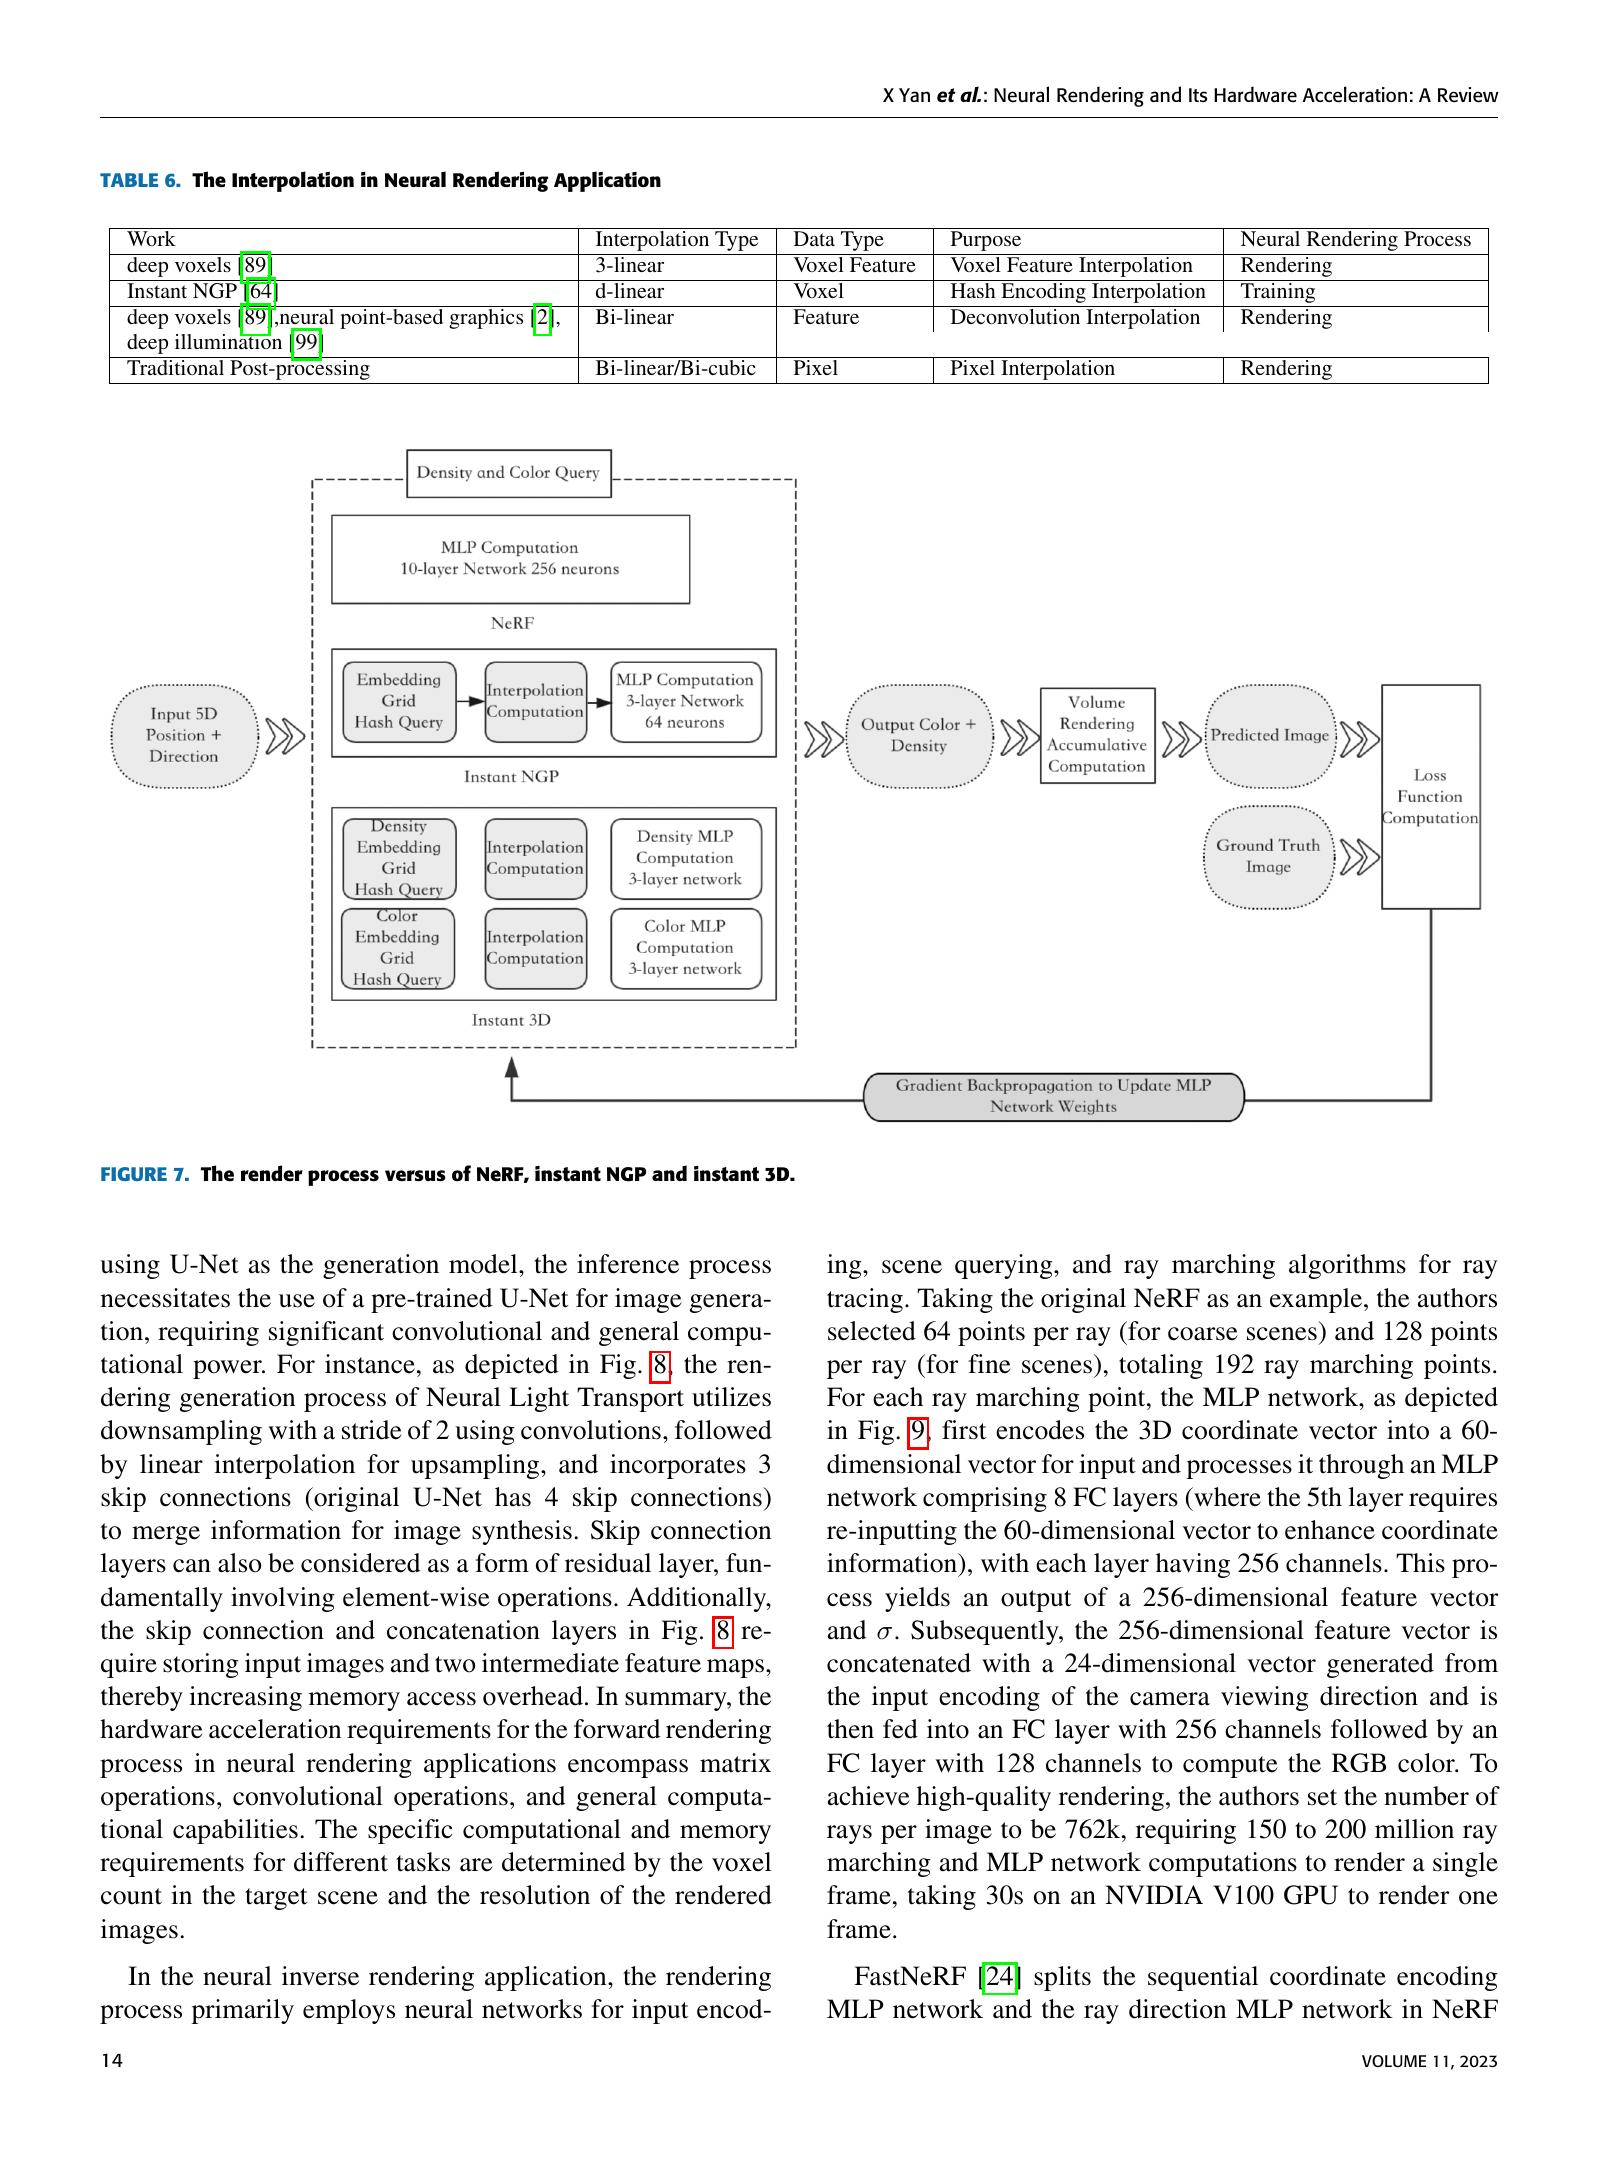 X Yan et al.: Neural Rendering and Its Hardware Acceleration: A Review
TABLE 6. The Interpolation in Neural Rendering Application
Work Interpolation Type Data Type Purpose Neural Rendering Process
deep voxels [89] 3-linear Voxel Feature Voxel Feature Interpolation Rendering
Instant NGP [64] d-linear Voxel Hash Encoding Interpolation Training
deep voxels [89],neural point-based graphics [2], Bi-linear Feature Deconvolution Interpolation Rendering
deep illumination [99]
Traditional Post-processing Bi-linear/Bi-cubic Pixel Pixel Interpolation Rendering
Density and Color Query
MLP Computation
10-layer Network 256 neurons
NeRF
Embedding
Grid
Hash Query
Interpolation
Computation
MLP Computation
3-layer Network
64 neurons
Instant NGP
Density
Embedding
Grid
Hash Query
Interpolation
Computation
Density MLP
Computation
3-layer network
Color
Embedding
Grid
Hash Query
Interpolation
Computation
Color MLP
Computation
3-layer network
Instant 3D
Input 5D
Position +
Direction
Output Color +
Density
Volume
Rendering
Accumulative
Computation
Predicted Image
Ground Truth
Image
Loss
Function
Computation
Gradient Backpropagation to Update MLP
Network Weights
FIGURE 7. The render process versus of NeRF, instant NGP and instant 3D.
using U-Net as the generation model, the inference process
necessitates the use of a pre-trained U-Net for image genera-
tion, requiring significant convolutional and general compu-
tational power. For instance, as depicted in Fig. 8, the ren-
dering generation process of Neural Light Transport utilizes
downsampling with a stride of 2 using convolutions, followed
by linear interpolation for upsampling, and incorporates 3
skip connections (original U-Net has 4 skip connections)
to merge information for image synthesis. Skip connection
layers can also be considered as a form of residual layer, fun-
damentally involving element-wise operations. Additionally,
the skip connection and concatenation layers in Fig. 8 re-
quire storing input images and two intermediate feature maps,
thereby increasing memory access overhead. In summary, the
hardware acceleration requirements for the forward rendering
process in neural rendering applications encompass matrix
operations, convolutional operations, and general computa-
tional capabilities. The specific computational and memory
requirements for different tasks are determined by the voxel
count in the target scene and the resolution of the rendered
images.
In the neural inverse rendering application, the rendering
process primarily employs neural networks for input encod-
ing, scene querying, and ray marching algorithms for ray
tracing. Taking the original NeRF as an example, the authors
selected 64 points per ray (for coarse scenes) and 128 points
per ray (for fine scenes), totaling 192 ray marching points.
For each ray marching point, the MLP network, as depicted
in Fig. 9, first encodes the 3D coordinate vector into a 60-
dimensional vector for input and processes it through an MLP
network comprising 8 FC layers (where the 5th layer requires
re-inputting the 60-dimensional vector to enhance coordinate
information), with each layer having 256 channels. This pro-
cess yields an output of a 256-dimensional feature vector
and σ. Subsequently, the 256-dimensional feature vector is
concatenated with a 24-dimensional vector generated from
the input encoding of the camera viewing direction and is
then fed into an FC layer with 256 channels followed by an
FC layer with 128 channels to compute the RGB color. To
achieve high-quality rendering, the authors set the number of
rays per image to be 762k, requiring 150 to 200 million ray
marching and MLP network computations to render a single
frame, taking 30s on an NVIDIA V100 GPU to render one
frame.
FastNeRF [24] splits the sequential coordinate encoding
MLP network and the ray direction MLP network in NeRF
14
VOLUME 11, 2023